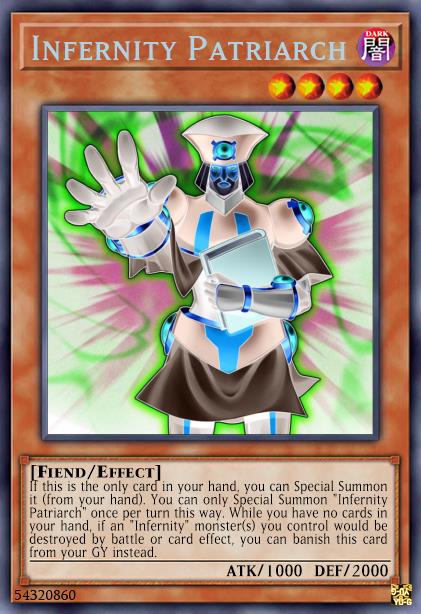 INFERNITY PATRIARCH
DARK
闇
[FIEND/EFFECT]
If this is the only card in your hand, you can Special Summon
it (from your hand). You can only Special Summon "Infernity
Patriarch" once per turn this way. While you have no cards in
your hand, if an "Infernity" monster(s) you control would be
destroyed by battle or card effect, you can banish this card
from your GY instead.
ATK/1000 DEF/2000
54320860